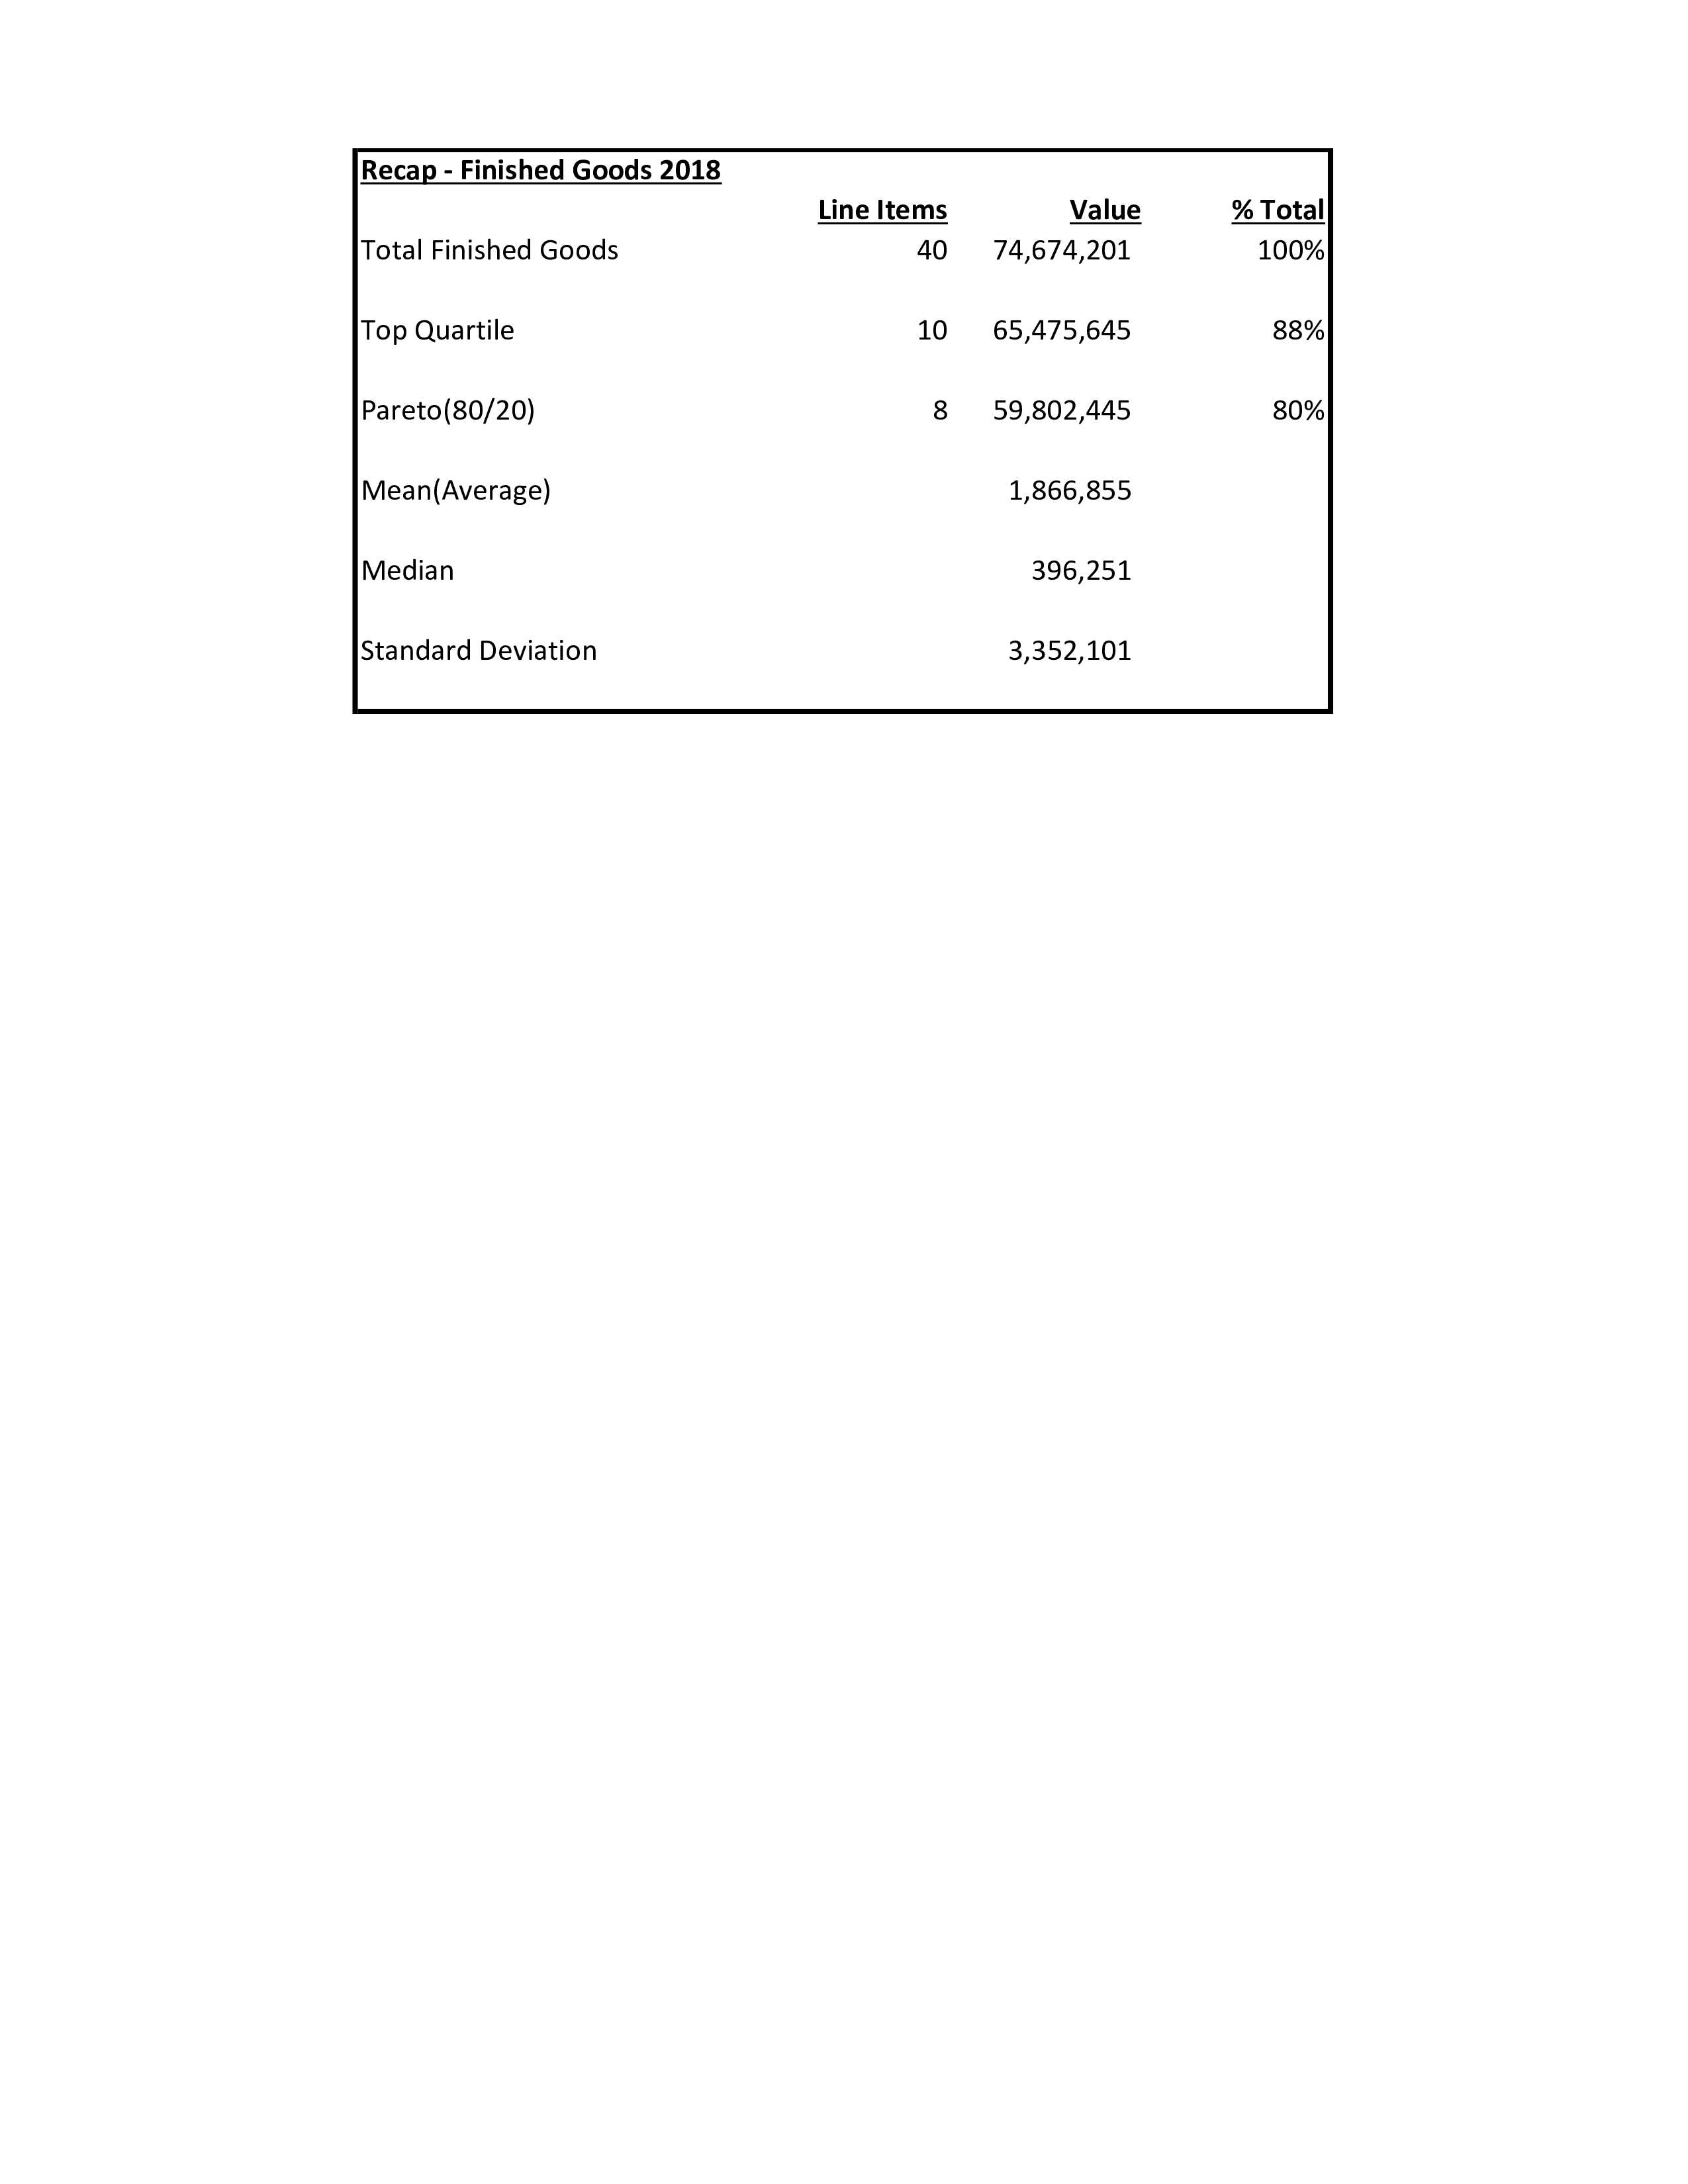 Recap - Finished Goods 2018
Line Items Value % Total
Total Finished Goods 40 74,674,201 100%
Top Quartile 10 65,475,645 88%
Pareto(80/20) 8 59,802,445 80%
Mean(Average) 1,866,855
Median 396,251
Standard Deviation 3,352,101